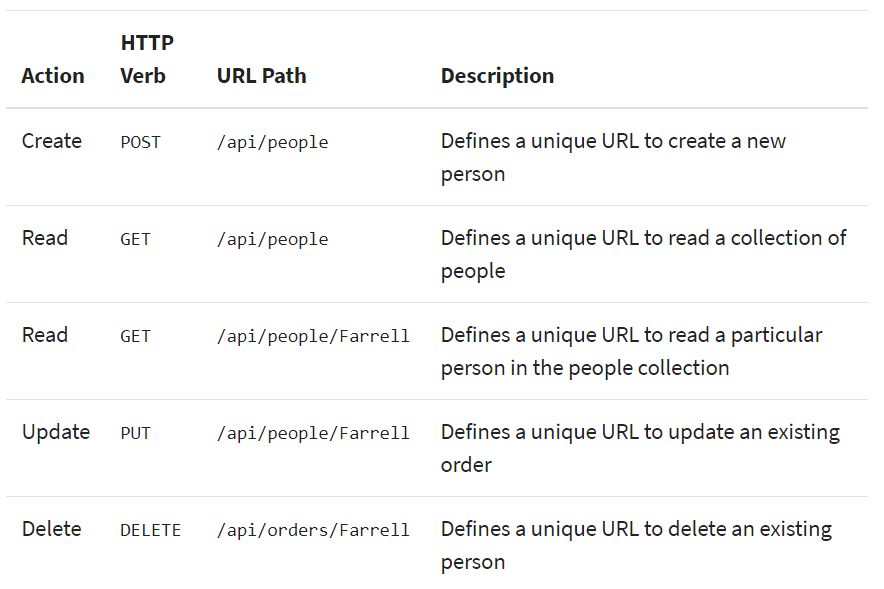 HTTP
Action Verb URL Path Description
Create POST /api/people Defines a unique URL to create a new
person
Read GET /api/people Defines a unique URL to read a collection of
people
Read GET /api/people/Farrell Defines a unique URL to read a particular
person in the people collection
Update PUT /api/people/Farrell Defines a unique URL to update an existing
order
Delete DELETE /api/orders/Farrell Defines a unique URL to delete an existing
person